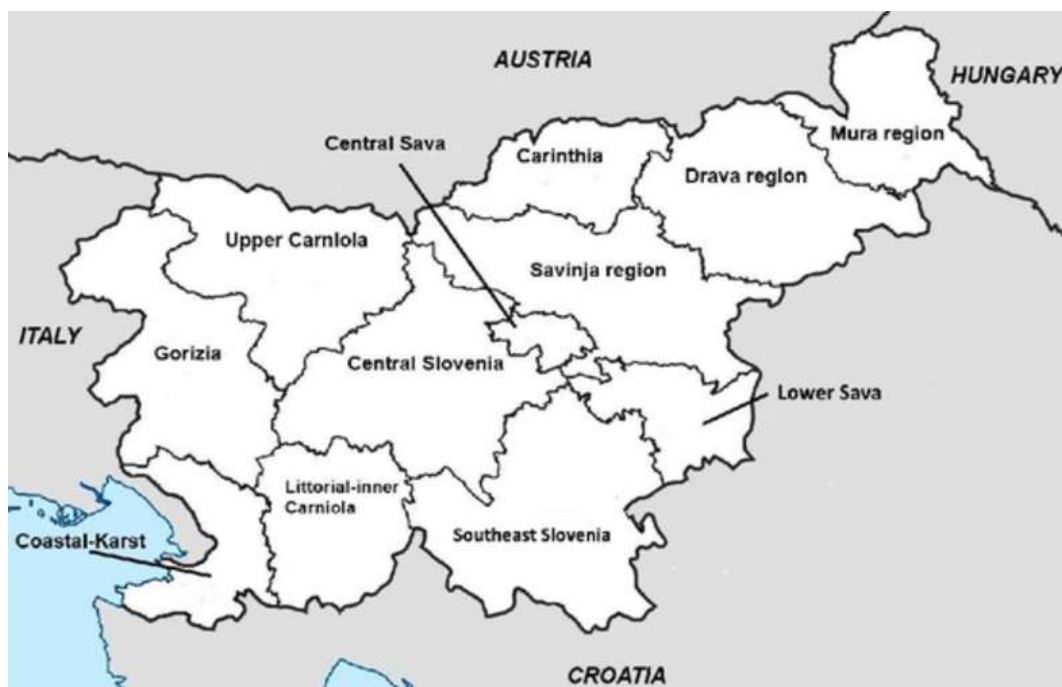 AUSTRIA
HUNGARY
Central Sava
Carinthia
Mura region
Drava region
Upper Carniola
Savinja region
ITALY
Gorizia
Central Slovenia
Lower Sava
Littorial-inner
Carniola
Coastal-Karst
Southeast Slovenia
CROATIA